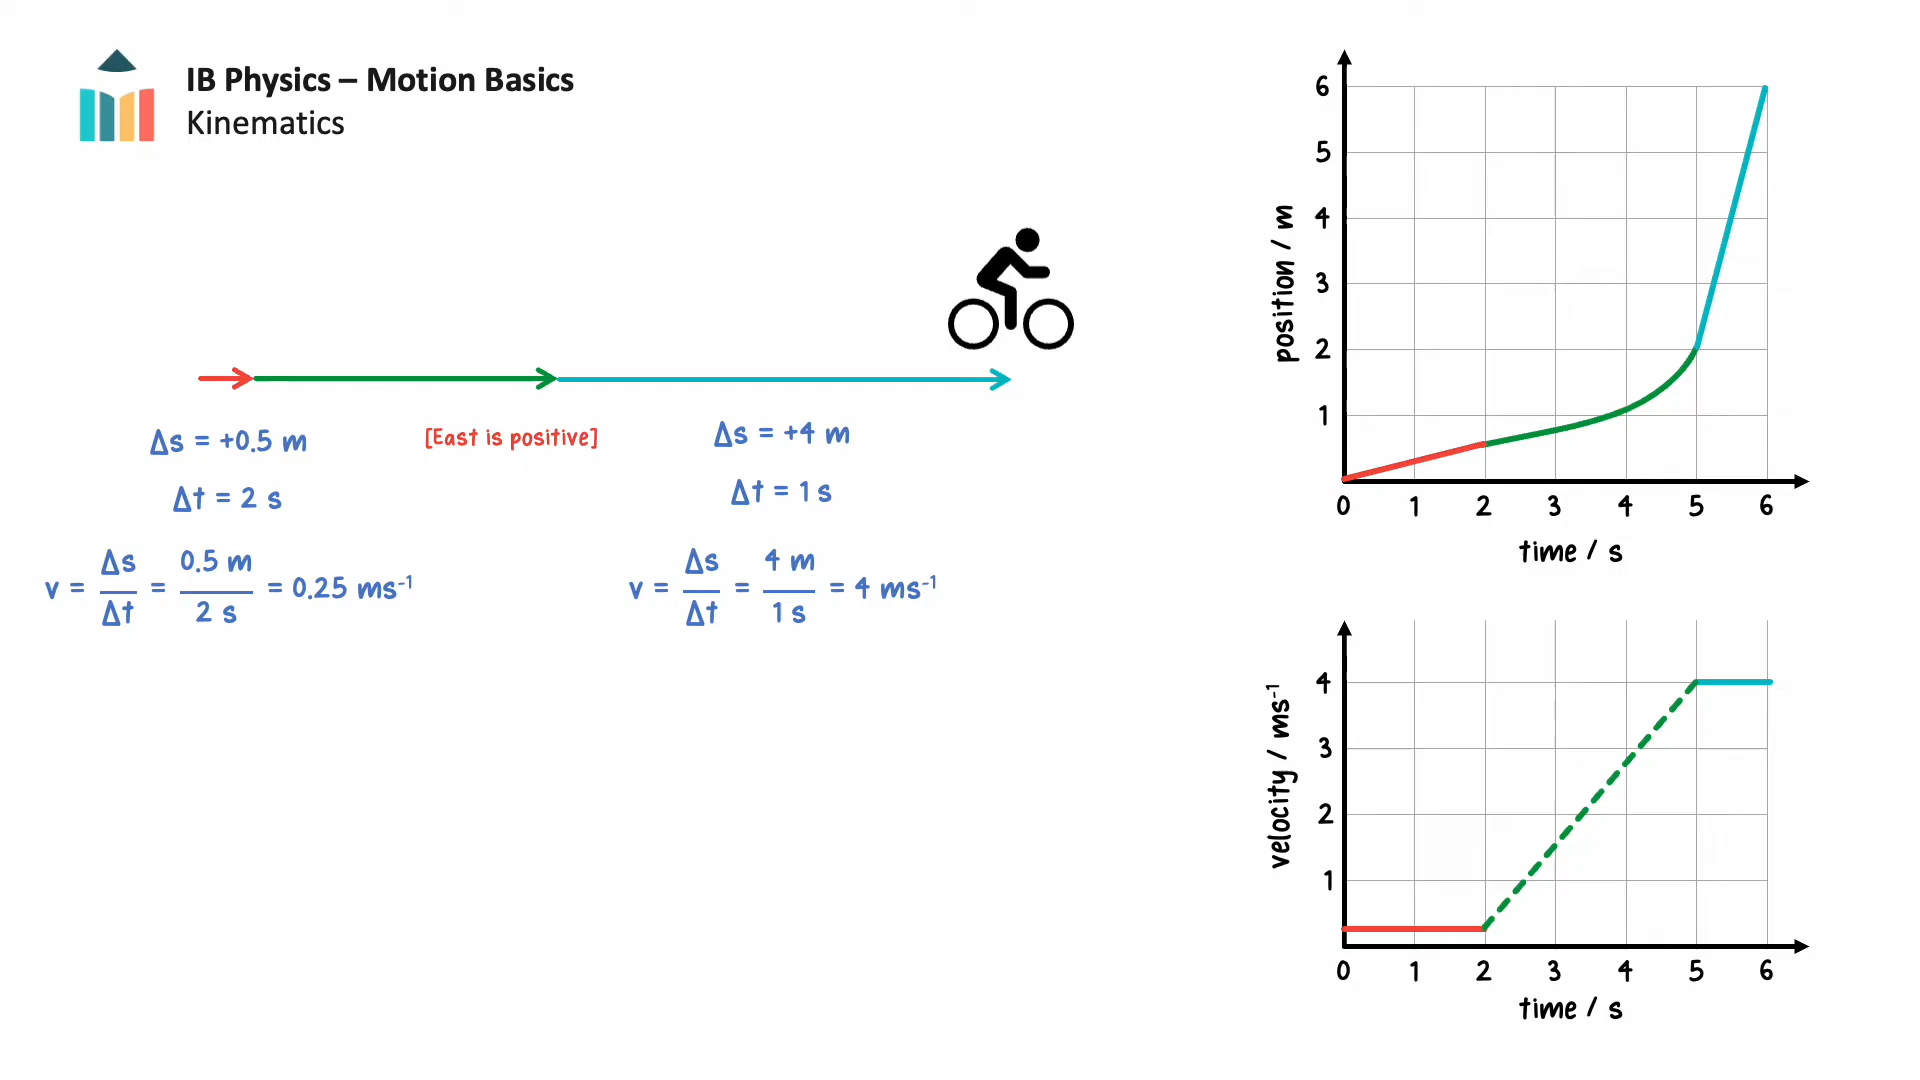 IB Physics – Motion Basics
Kinematics
Δs = +0.5 m
Δt = 2 s
v = Δs/Δt = 0.5 m/2 s = 0.25 ms⁻¹
[East is positive]
Δs = +4 m
Δt = 1 s
v = Δs/Δt = 4 m/1 s = 4 ms⁻¹
position / m
6
5
4
3
2
1
0 1 2 3 4 5 6
time / s
velocity / ms⁻¹
4
3
2
1
0 1 2 3 4 5 6
time / s